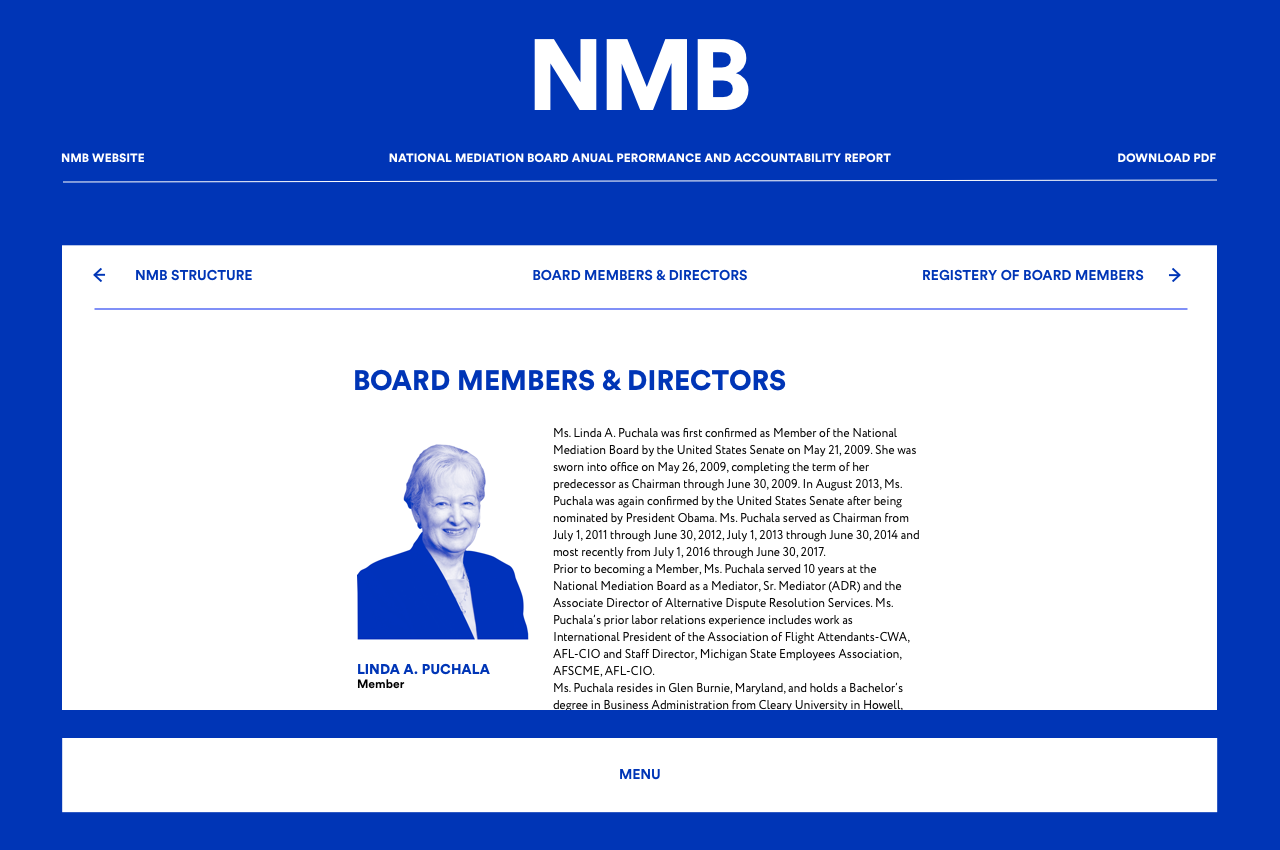 NMB
NMB WEBSITE
NATIONAL MEDIATION BOARD ANUAL PERORMANCE AND ACCOUNTABILITY REPORT
DOWNLOAD PDF
NMB STRUCTURE
BOARD MEMBERS & DIRECTORS
REGISTERY OF BOARD MEMBERS
BOARD MEMBERS & DIRECTORS
Ms. Linda A. Puchala was first confirmed as Member of the National
Mediation Board by the United States Senate on May 21, 2009. She was
sworn into office on May 26, 2009, completing the term of her
predecessor as Chairman through June 30, 2009. In August 2013, Ms.
Puchala was again confirmed by the United States Senate after being
nominated by President Obama. Ms. Puchala served as Chairman from
July 1, 2011 through June 30, 2012, July 1, 2013 through June 30, 2014 and
most recently from July 1, 2016 through June 30, 2017.
Prior to becoming a Member, Ms. Puchala served 10 years at the
National Mediation Board as a Mediator, Sr. Mediator (ADR) and the
Associate Director of Alternative Dispute Resolution Services. Ms.
Puchala's prior labor relations experience includes work as
International President of the Association of Flight Attendants-CWA,
AFL-CIO and Staff Director, Michigan State Employees Association,
AFSCME, AFL-CIO.
Ms. Puchala resides in Glen Burnie, Maryland, and holds a Bachelor's
degree in Business Administration from Cleary University in Howell,
LINDA A. PUCHALA
Member
MENU